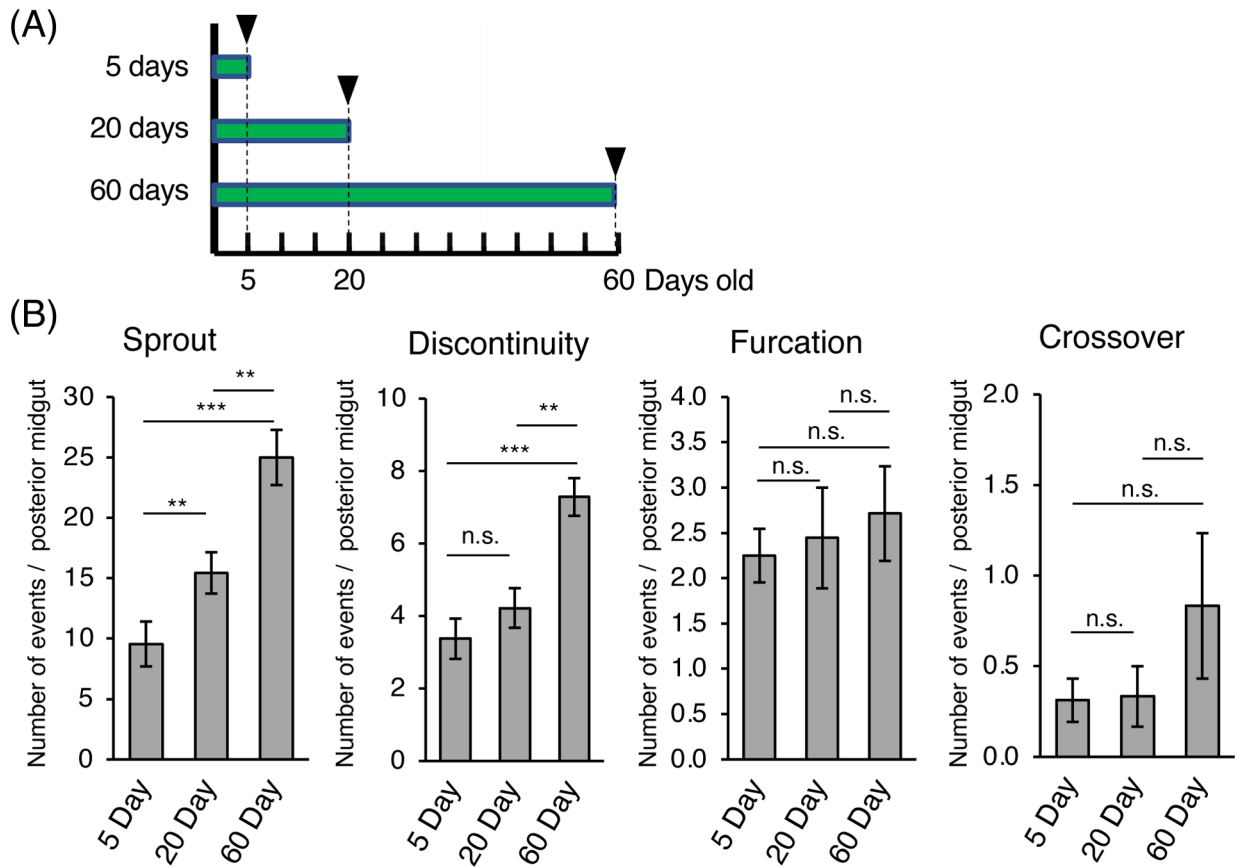 (A)
5 days
20 days
60 days
5 20 60 Days old
(B)
Sprout
Number of events / posterior midgut
30
25
20
15
10
5
0
**
***
**
5 Day
20 Day
60 Day
Discontinuity
Number of events / posterior midgut
10
8
6
4
2
0
**
***
n.s.
5 Day
20 Day
60 Day
Furcation
Number of events / posterior midgut
4.0
3.5
3.0
2.5
2.0
1.5
1.0
0.5
0.0
n.s.
n.s.
n.s.
5 Day
20 Day
60 Day
Crossover
Number of events / posterior midgut
2.0
1.5
1.0
0.5
0.0
n.s.
n.s.
n.s.
5 Day
20 Day
60 Day